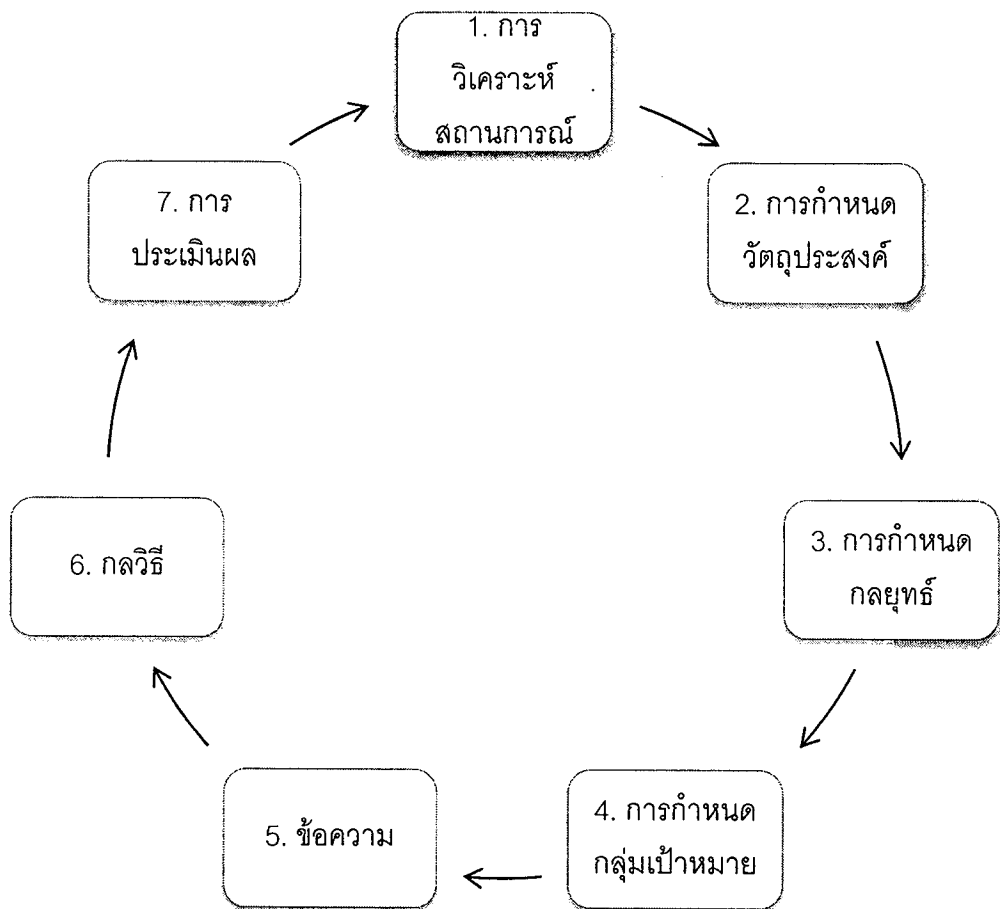 1. การ
วิเคราะห์
สถานการณ์
2. การกำหนด
วัตถุประสงค์
3. การกำหนด
กลยุทธ์
4. การกำหนด
กลุ่มเป้าหมาย
5. ข้อความ
6. กลวิธี
7. การ
ประเมินผล